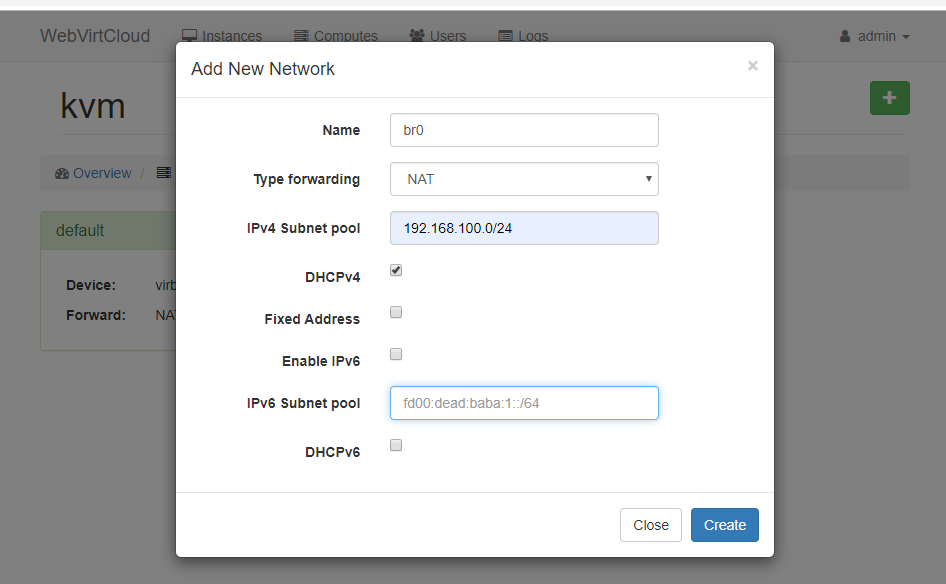 WebVirtCloud Instances Computes Users Logs admin
Add New Network ×
kvm
Name br0
Type forwarding NAT
Overview /
IPv4 Subnet pool 192.168.100.0/24
default
DHCPv4
Device: virb
Forward: NAT
Fixed Address
Enable IPv6
IPv6 Subnet pool fd00:dead:baba:1::/64
DHCPv6
Close Create